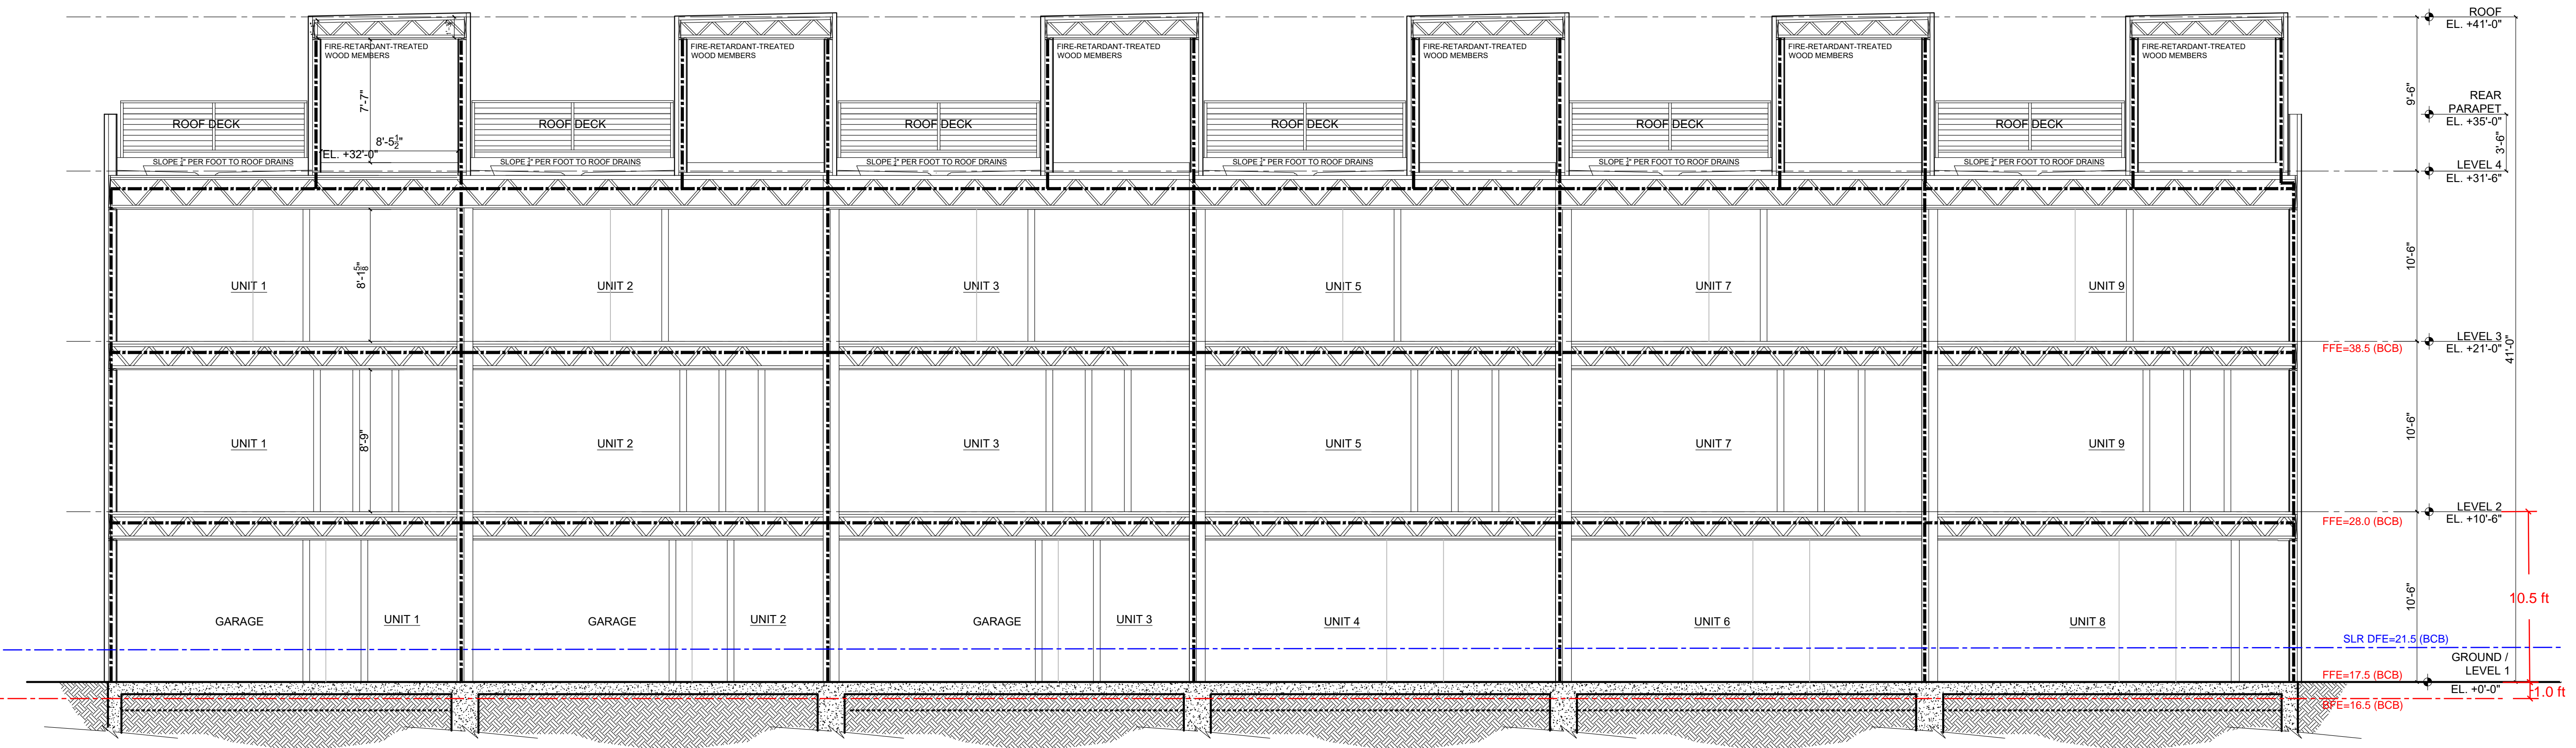 ROOF
EL. +41'-0"
FIRE-RETARDANT-TREATED
WOOD MEMBERS
FIRE-RETARDANT-TREATED
WOOD MEMBERS
FIRE-RETARDANT-TREATED
WOOD MEMBERS
FIRE-RETARDANT-TREATED
WOOD MEMBERS
FIRE-RETARDANT-TREATED
WOOD MEMBERS
FIRE-RETARDANT-TREATED
WOOD MEMBERS
7'-7"
9'-6"
REAR
PARAPET
EL. +35'-0"
ROOF DECK
ROOF DECK
ROOF DECK
ROOF DECK
ROOF DECK
ROOF DECK
8'-5½"
EL. +32'-0"
3'-6"
SLOPE ¼" PER FOOT TO ROOF DRAINS
SLOPE ¼" PER FOOT TO ROOF DRAINS
SLOPE ¼" PER FOOT TO ROOF DRAINS
SLOPE ¼" PER FOOT TO ROOF DRAINS
SLOPE ¼" PER FOOT TO ROOF DRAINS
SLOPE ¼" PER FOOT TO ROOF DRAINS
LEVEL 4
EL. +31'-6"
8'-1⅝"
10'-6"
UNIT 1
UNIT 2
UNIT 3
UNIT 5
UNIT 7
UNIT 9
LEVEL 3
EL. +21'-0"
41'-0"
FFE=38.5 (BCB)
8'-9"
10'-6"
UNIT 1
UNIT 2
UNIT 3
UNIT 5
UNIT 7
UNIT 9
LEVEL 2
EL. +10'-6"
FFE=28.0 (BCB)
10'-6"
10.5 ft
GARAGE
UNIT 1
GARAGE
UNIT 2
GARAGE
UNIT 3
UNIT 4
UNIT 6
UNIT 8
SLR DFE=21.5 (BCB)
GROUND /
LEVEL 1
FFE=17.5 (BCB)
EL. +0'-0"
1.0 ft
BFE=16.5 (BCB)